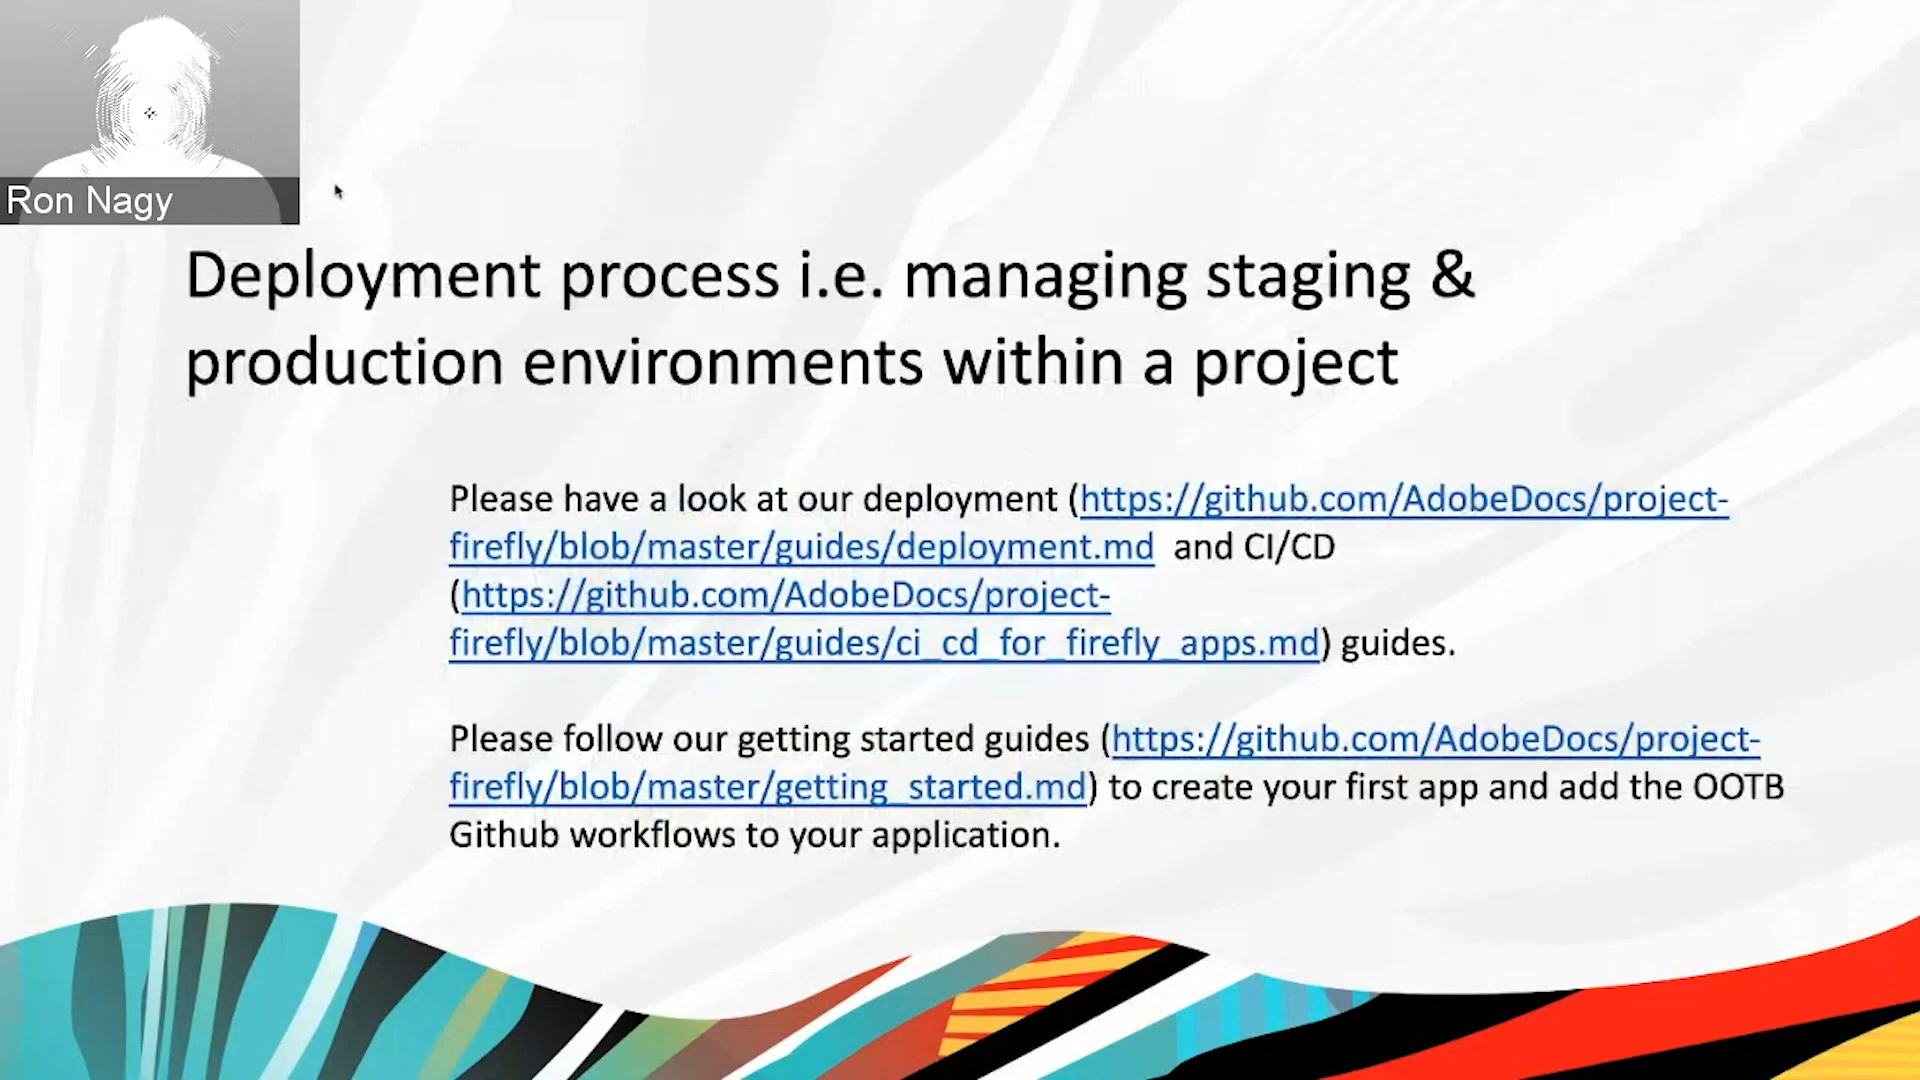 Ron Nagy
Deployment process i.e. managing staging &
production environments within a project
Please have a look at our deployment (https://github.com/AdobeDocs/project-
firefly/blob/master/guides/deployment.md and CI/CD
(https://github.com/AdobeDocs/project-
firefly/blob/master/guides/ci_cd_for_firefly_apps.md) guides.
Please follow our getting started guides (https://github.com/AdobeDocs/project-
firefly/blob/master/getting_started.md) to create your first app and add the OOTB
Github workflows to your application.